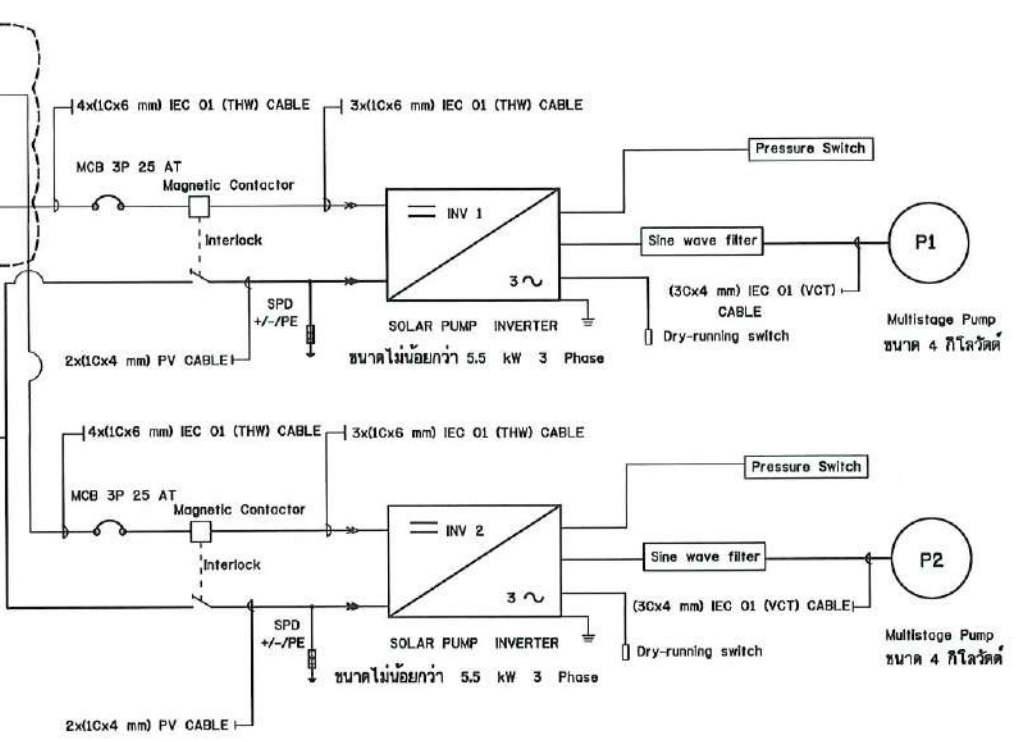 4x(1Cx6 mm) IEC 01 (THW) CABLE
3x(1Cx6 mm) IEC 01 (THW) CABLE
MCB 3P 25 AT
Magnetic Contactor
Pressure Switch
INV 1
Interlock
Sine wave filter
P1
3
SPD
+/-/PE
(3Cx4 mm) IEC 01 (VCT)
CABLE
SOLAR PUMP INVERTER
Dry-running switch
Multistage Pump
ขนาด 4 กิโลวัตต์
2x(1Cx4 mm) PV CABLE
ขนาดไม่น้อยกว่า 5.5 kW 3 Phase
4x(1Cx6 mm) IEC 01 (THW) CABLE
3x(1Cx6 mm) IEC 01 (THW) CABLE
Pressure Switch
MCB 3P 25 AT
Magnetic Contactor
INV 2
Interlock
Sine wave filter
P2
3
(3Cx4 mm) IEC 01 (VCT) CABLE
SPD
+/-/PE
SOLAR PUMP INVERTER
Dry-running switch
Multistage Pump
ขนาด 4 กิโลวัตต์
ขนาดไม่น้อยกว่า 5.5 kW 3 Phase
2x(1Cx4 mm) PV CABLE